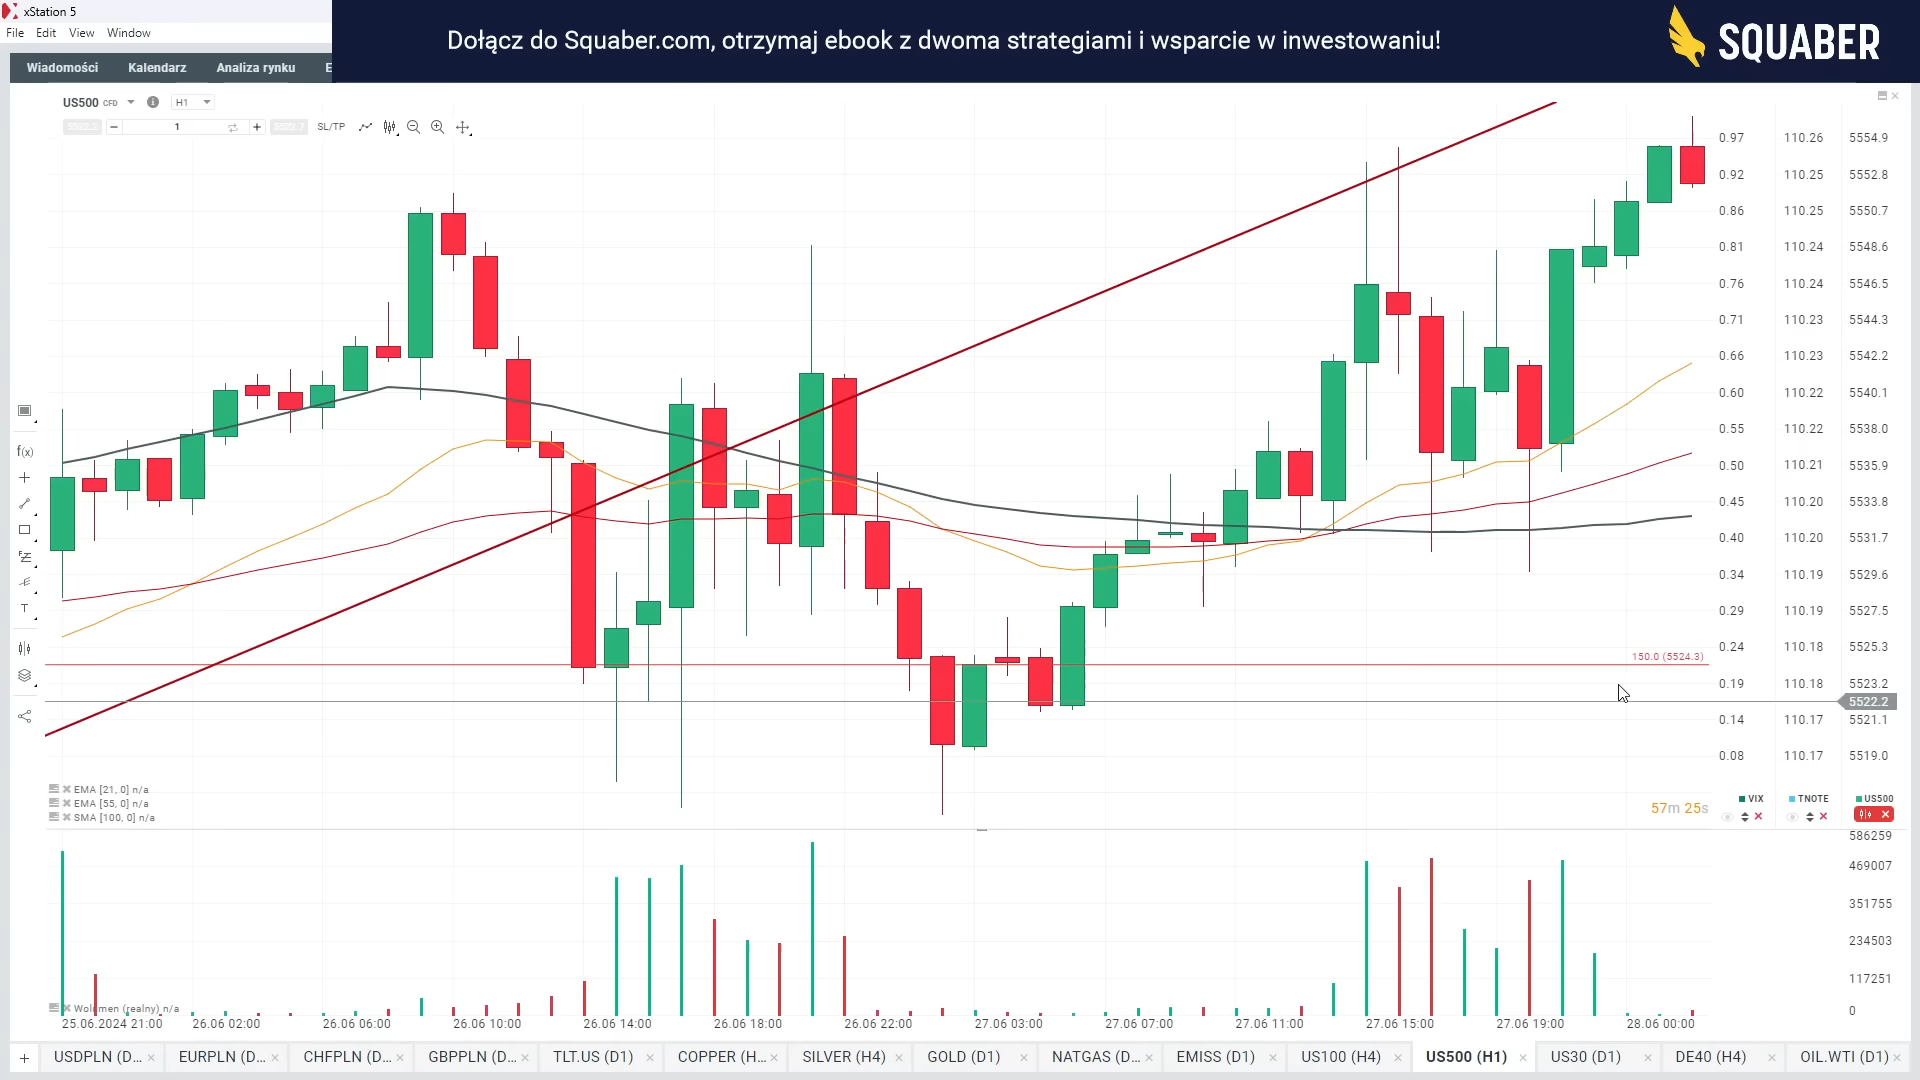 xStation 5
File Edit View Window
Dołącz do Squaber.com, otrzymaj ebook z dwoma strategiami i wsparcie w inwestowaniu!
SQUABER
Wiadomości Kalendarz Analiza rynku E
US500 CFD H1
1 SL/TP
0.97 110.26 5554.9
0.92 110.25 5552.8
0.86 110.25 5550.7
0.81 110.24 5548.6
0.76 110.24 5546.5
0.71 110.23 5544.3
0.66 110.23 5542.2
0.60 110.22 5540.1
0.55 110.22 5538.0
0.50 110.21 5535.9
0.45 110.20 5533.8
0.40 110.20 5531.7
0.34 110.19 5529.6
0.29 110.19 5527.5
0.24 110.18 5525.3
150.0 (5524.3)
0.19 110.18 5523.2
5522.2
0.14 110.17 5521.1
0.08 110.17 5519.0
f(x)
T
EMA [21, 0] n/a
EMA [55, 0] n/a
SMA [100, 0] n/a
57m 25s
VIX TNOTE US500
586259
469007
351755
234503
117251
0
Wolumen (realny) n/a
25.06.2024 21:00 26.06 02:00 26.06 06:00 26.06 10:00 26.06 14:00 26.06 18:00 26.06 22:00 27.06 03:00 27.06 07:00 27.06 11:00 27.06 15:00 27.06 19:00 28.06 00:00
USDPLN (D... EURPLN (D... CHFPLN (D... GBPPLN (D... TLT.US (D1) COPPER (H... SILVER (H4) GOLD (D1) NATGAS (D... EMISS (D1) US100 (H4) US500 (H1) US30 (D1) DE40 (H4) OIL.WTI (D1)